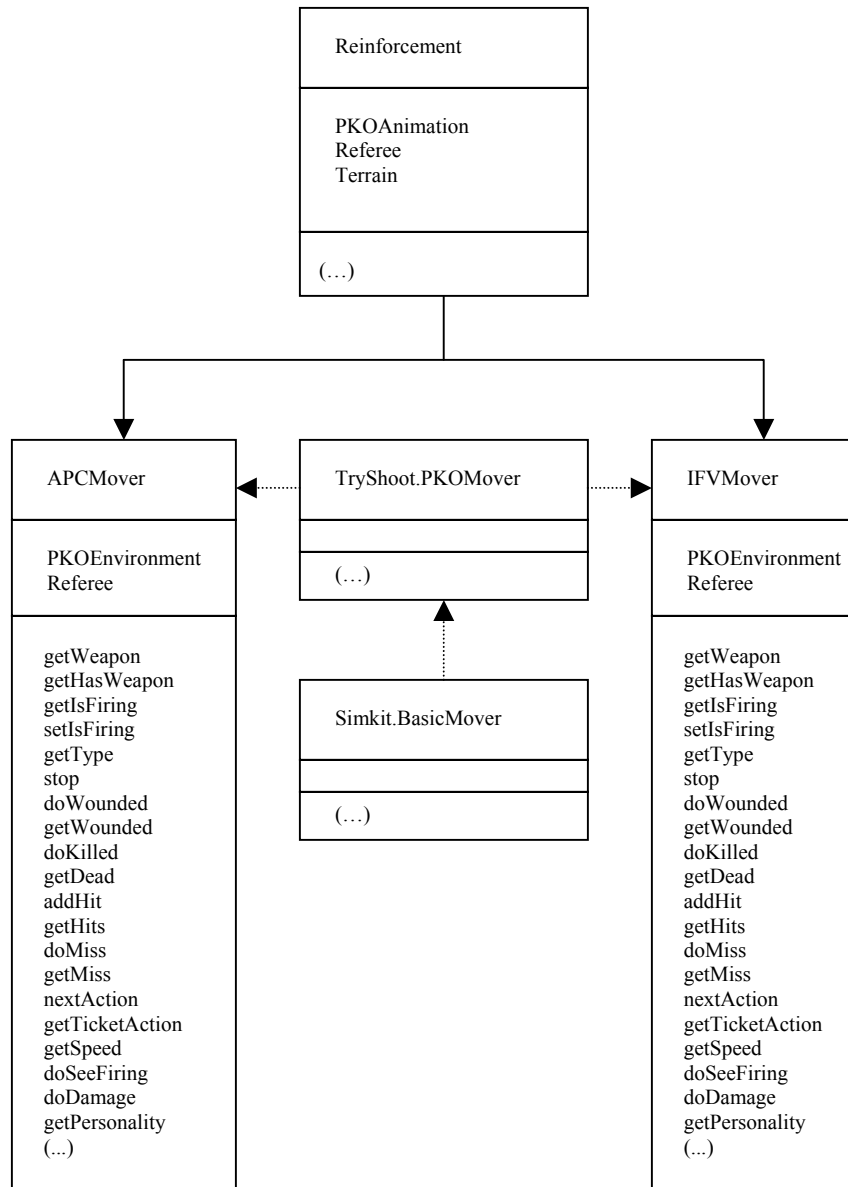 Reinforcement
PKOAnimation
Referee
Terrain
(…)
APCMover
PKOEnvironment
Referee
getWeapon
getHasWeapon
getIsFiring
setIsFiring
getType
stop
doWounded
getWounded
doKilled
getDead
addHit
getHits
doMiss
getMiss
nextAction
getTicketAction
getSpeed
doSeeFiring
doDamage
getPersonality
(...)
TryShoot.PKOMover
(…)
Simkit.BasicMover
(…)
IFVMover
PKOEnvironment
Referee
getWeapon
getHasWeapon
getIsFiring
setIsFiring
getType
stop
doWounded
getWounded
doKilled
getDead
addHit
getHits
doMiss
getMiss
nextAction
getTicketAction
getSpeed
doSeeFiring
doDamage
getPersonality
(...)